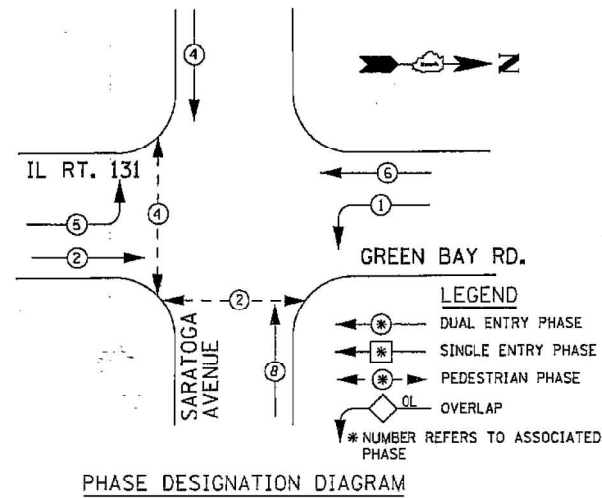 4
N
IL RT. 131
6
1
5
4
2
GREEN BAY RD.
2
8
SARATOGA
AVENUE
LEGEND
* DUAL ENTRY PHASE
* SINGLE ENTRY PHASE
* PEDESTRIAN PHASE
OL OVERLAP
* NUMBER REFERS TO ASSOCIATED
PHASE
PHASE DESIGNATION DIAGRAM